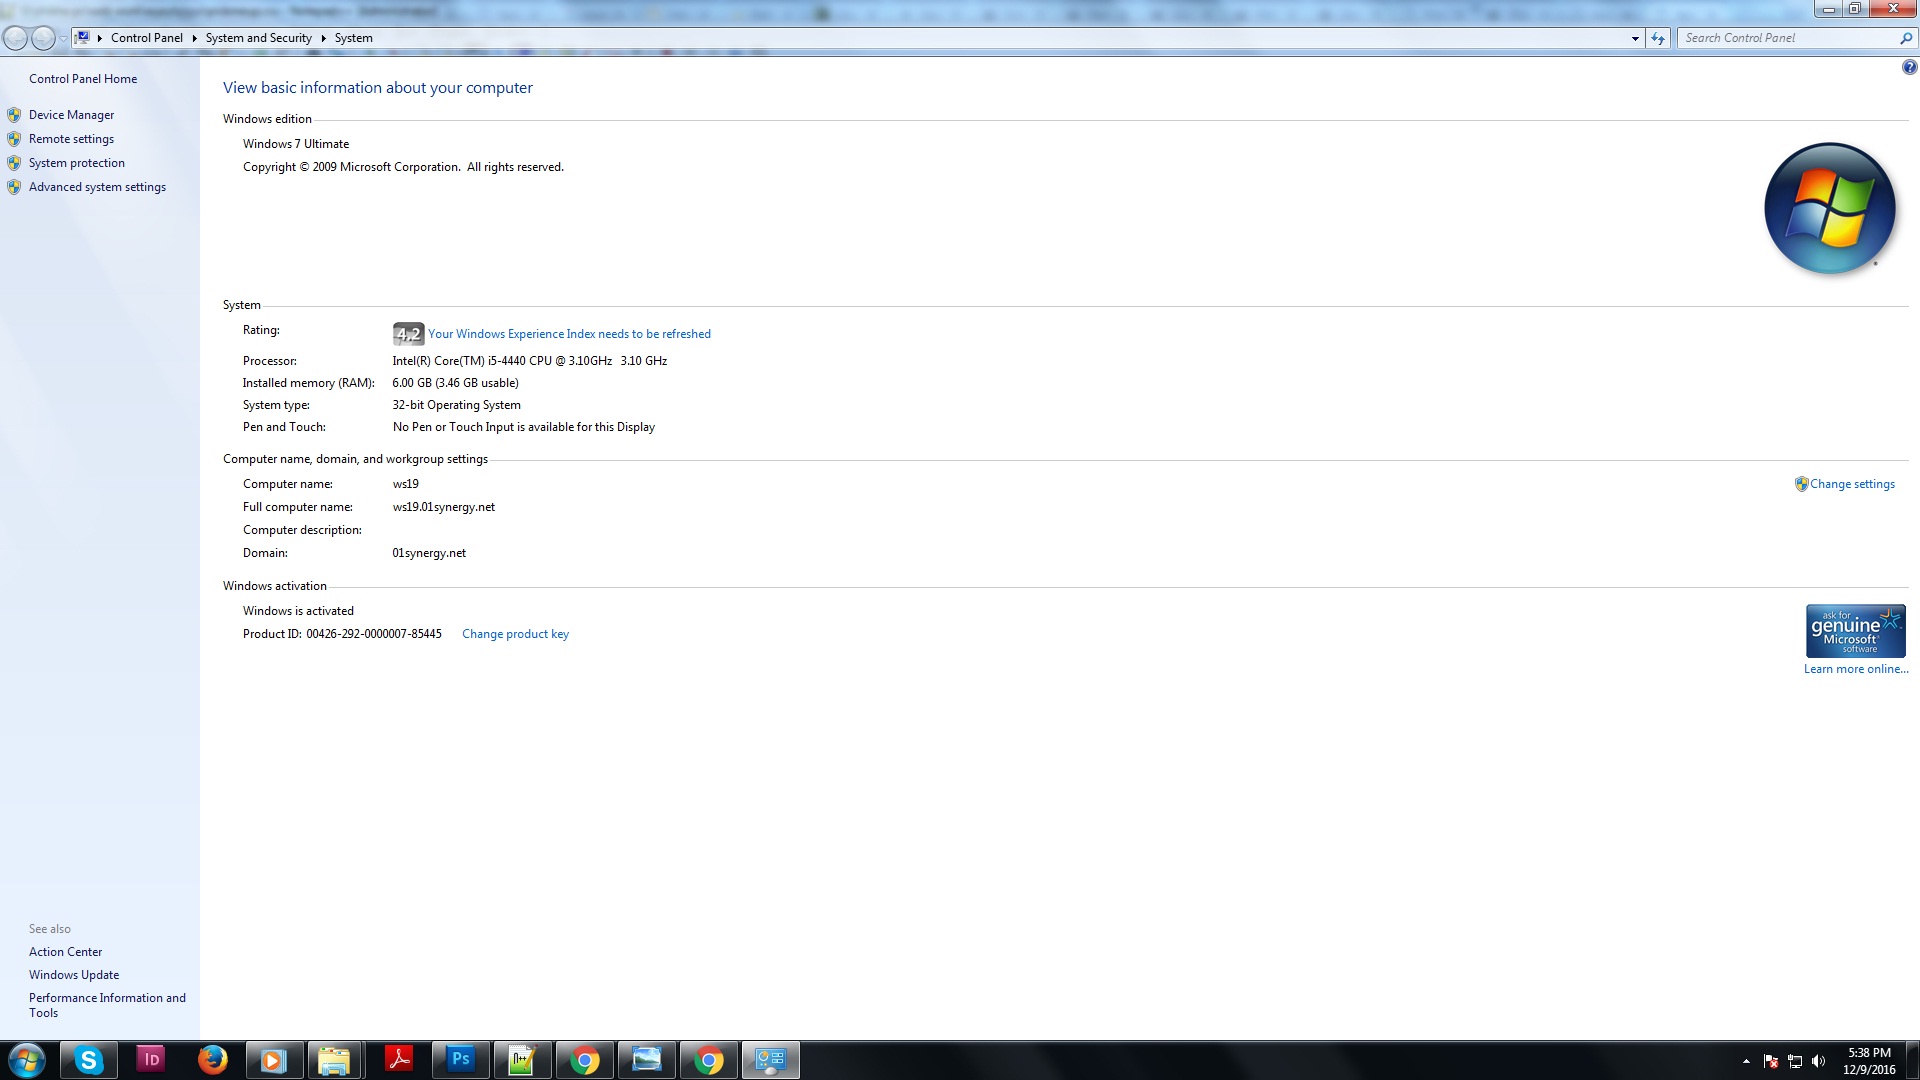 Control Panel
System and Security
System
Search Control Panel
Control Panel Home
Device Manager
Remote settings
System protection
Advanced system settings
View basic information about your computer
Windows edition
Windows 7 Ultimate
Copyright © 2009 Microsoft Corporation.  All rights reserved.
System
Rating:
4.2 Your Windows Experience Index needs to be refreshed
Processor: Intel(R) Core(TM) i5-4440 CPU @ 3.10GHz   3.10 GHz
Installed memory (RAM): 6.00 GB (3.46 GB usable)
System type: 32-bit Operating System
Pen and Touch: No Pen or Touch Input is available for this Display
Computer name, domain, and workgroup settings
Computer name: ws19
Change settings
Full computer name: ws19.01synergy.net
Computer description:
Domain: 01synergy.net
Windows activation
Windows is activated
Product ID: 00426-292-0000007-85445 Change product key
ask for
genuine
Microsoft
software
Learn more online...
See also
Action Center
Windows Update
Performance Information and
Tools
S
ID
Ps
5:38 PM
12/9/2016